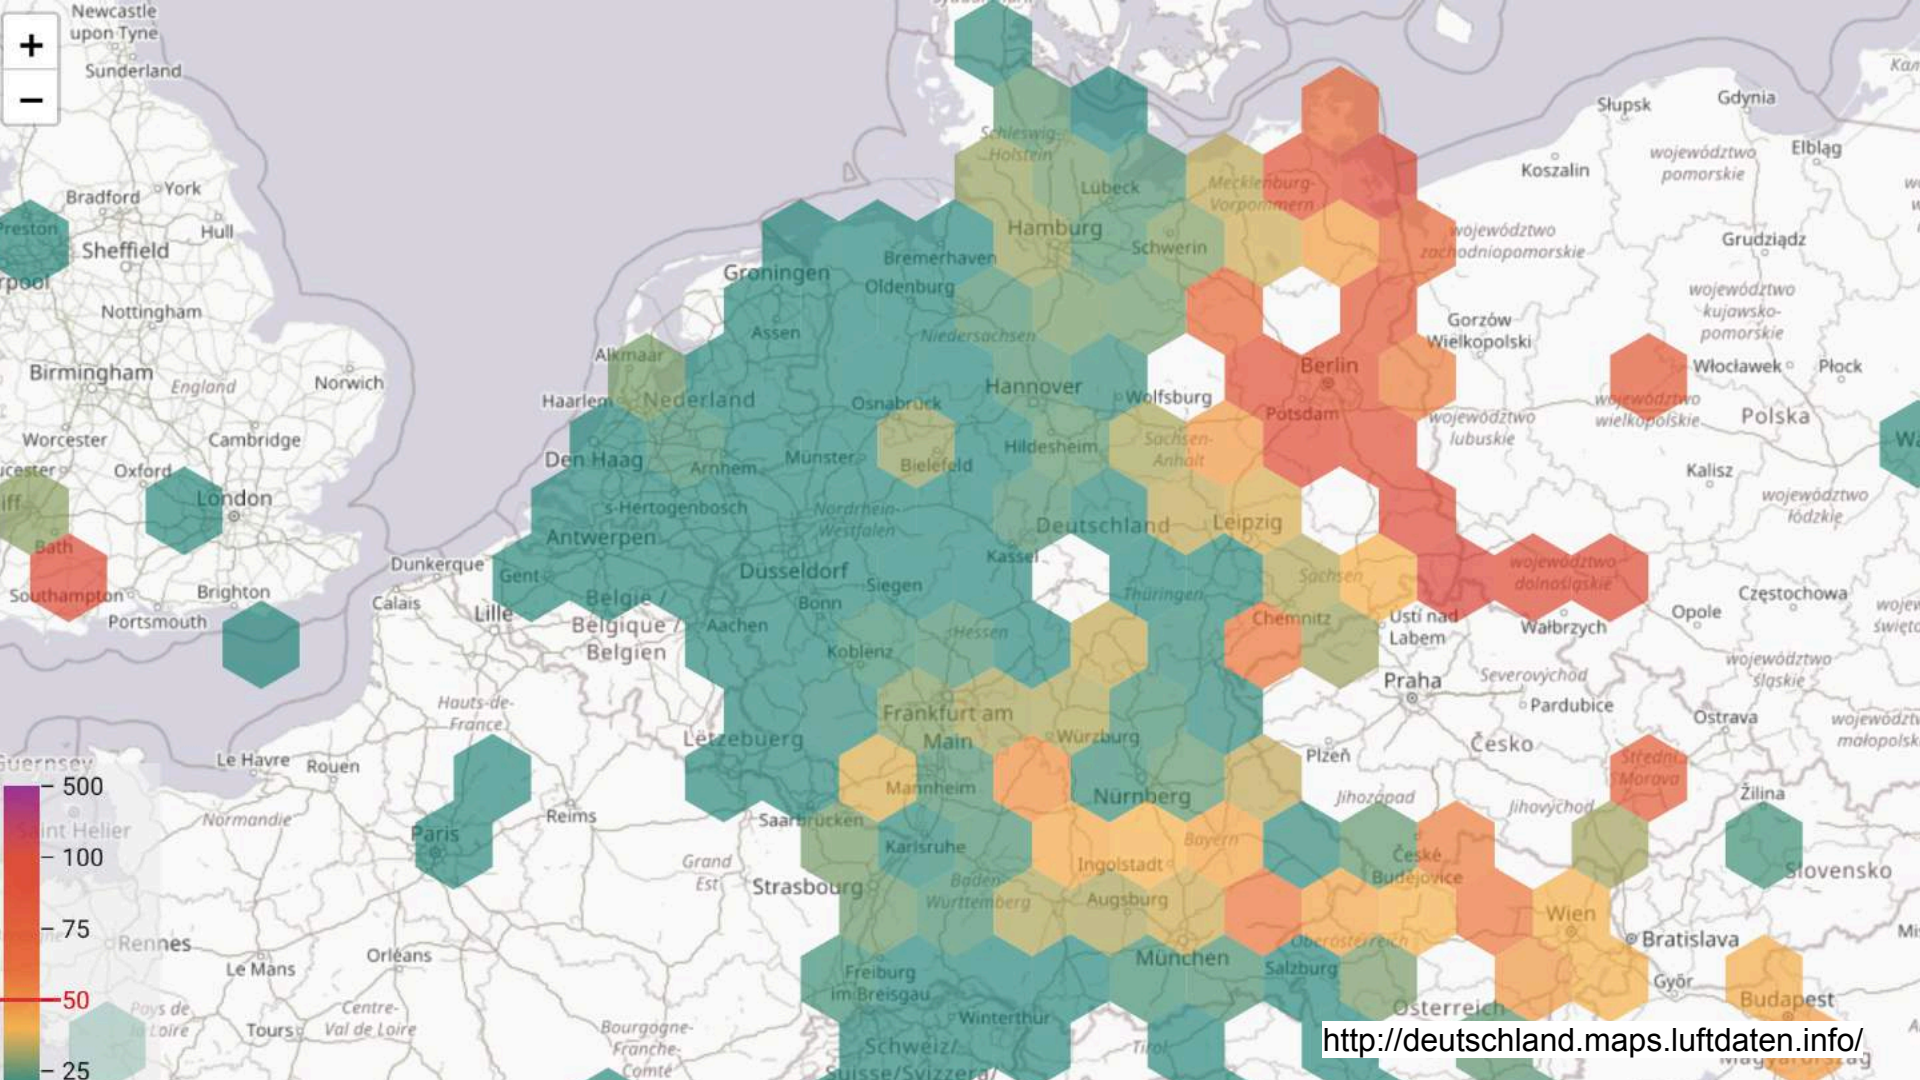 Newcastle
upon Tyne
Sunderland
+
−
Słupsk
Gdynia
Schleswig-
Holstein
Elbląg
województwo
pomorskie
Koszalin
Bradford
York
Lübeck
Mecklenburg-
Vorpommern
Preston
Sheffield
Hull
Hamburg
Schwerin
województwo
zachodniopomorskie
Grudziądz
Bremerhaven
Groningen
Oldenburg
Nottingham
województwo
kujawsko-
pomorskie
Assen
Niedersachsen
Gorzów
Wielkopolski
Alkmaar
Birmingham
England
Norwich
Hannover
Berlin
Włocławek
Płock
Haarlem
Nederland
Osnabrück
Wolfsburg
Potsdam
województwo
wielkopolskie
województwo
lubuskie
Polska
Worcester
Cambridge
Den Haag
Arnhem
Münster
Bielefeld
Hildesheim
Sachsen-
Anhalt
Oxford
Kalisz
London
's-Hertogenbosch
Nordrhein-
Westfalen
Deutschland
Leipzig
województwo
łódzkie
Antwerpen
Bath
Dunkerque
Gent
Düsseldorf
Siegen
Kassel
Thüringen
Sachsen
województwo
dolnośląskie
Southampton
Brighton
Calais
België /
Belgique /
Belgien
Bonn
Częstochowa
Portsmouth
Lille
Aachen
Hessen
Chemnitz
Ustí nad
Labem
Wałbrzych
Opole
Koblenz
województwo
śląskie
Praha
Severovýchod
Hauts-de-
France
Pardubice
Ostrava
Frankfurt am
Main
Würzburg
Lëtzebuerg
Česko
Plzeň
Guernsey
Le Havre
Rouen
Střední
Morava
500
Mannheim
Nürnberg
Jihozápad
Jihovýchod
Žilina
Saint Helier
Normandie
Reims
Saarbrücken
Paris
Karlsruhe
Bayern
100
Grand
Est
Ingolstadt
České
Budějovice
Slovensko
Strasbourg
Baden-
Württemberg
Augsburg
Wien
75
Rennes
Orléans
Le Mans
Oberösterreich
Bratislava
München
Salzburg
Freiburg
im Breisgau
Győr
50
Pays de
la Loire
Centre-
Val de Loire
Tours
Winterthur
Österreich
Budapest
Bourgogne-
Franche-
Comté
Schweiz/
Suisse/Svizzera/
Tirol
http://deutschland.maps.luftdaten.info/
Magyarország
25